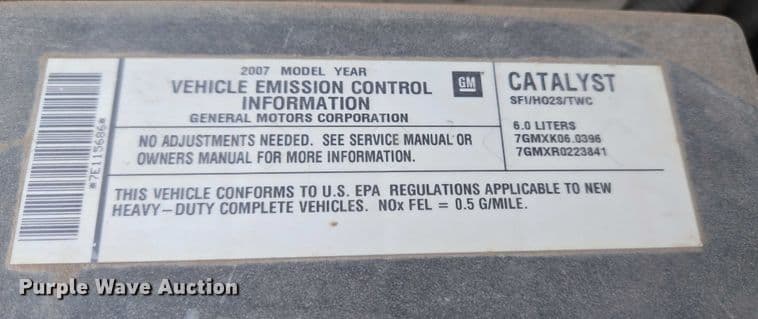 2007 MODEL YEAR
VEHICLE EMISSION CONTROL
INFORMATION
GENERAL MOTORS CORPORATION
GM
NO ADJUSTMENTS NEEDED. SEE SERVICE MANUAL OR
OWNERS MANUAL FOR MORE INFORMATION.
CATALYST
SFI/HO2S/TWC
6.0 LITERS
7GMXK06.0396
7GMXR0223841
THIS VEHICLE CONFORMS TO U.S. EPA REGULATIONS APPLICABLE TO NEW
HEAVY-DUTY COMPLETE VEHICLES. NOx FEL = 0.5 G/MILE.
*7E115686*
Purple Wave Auction